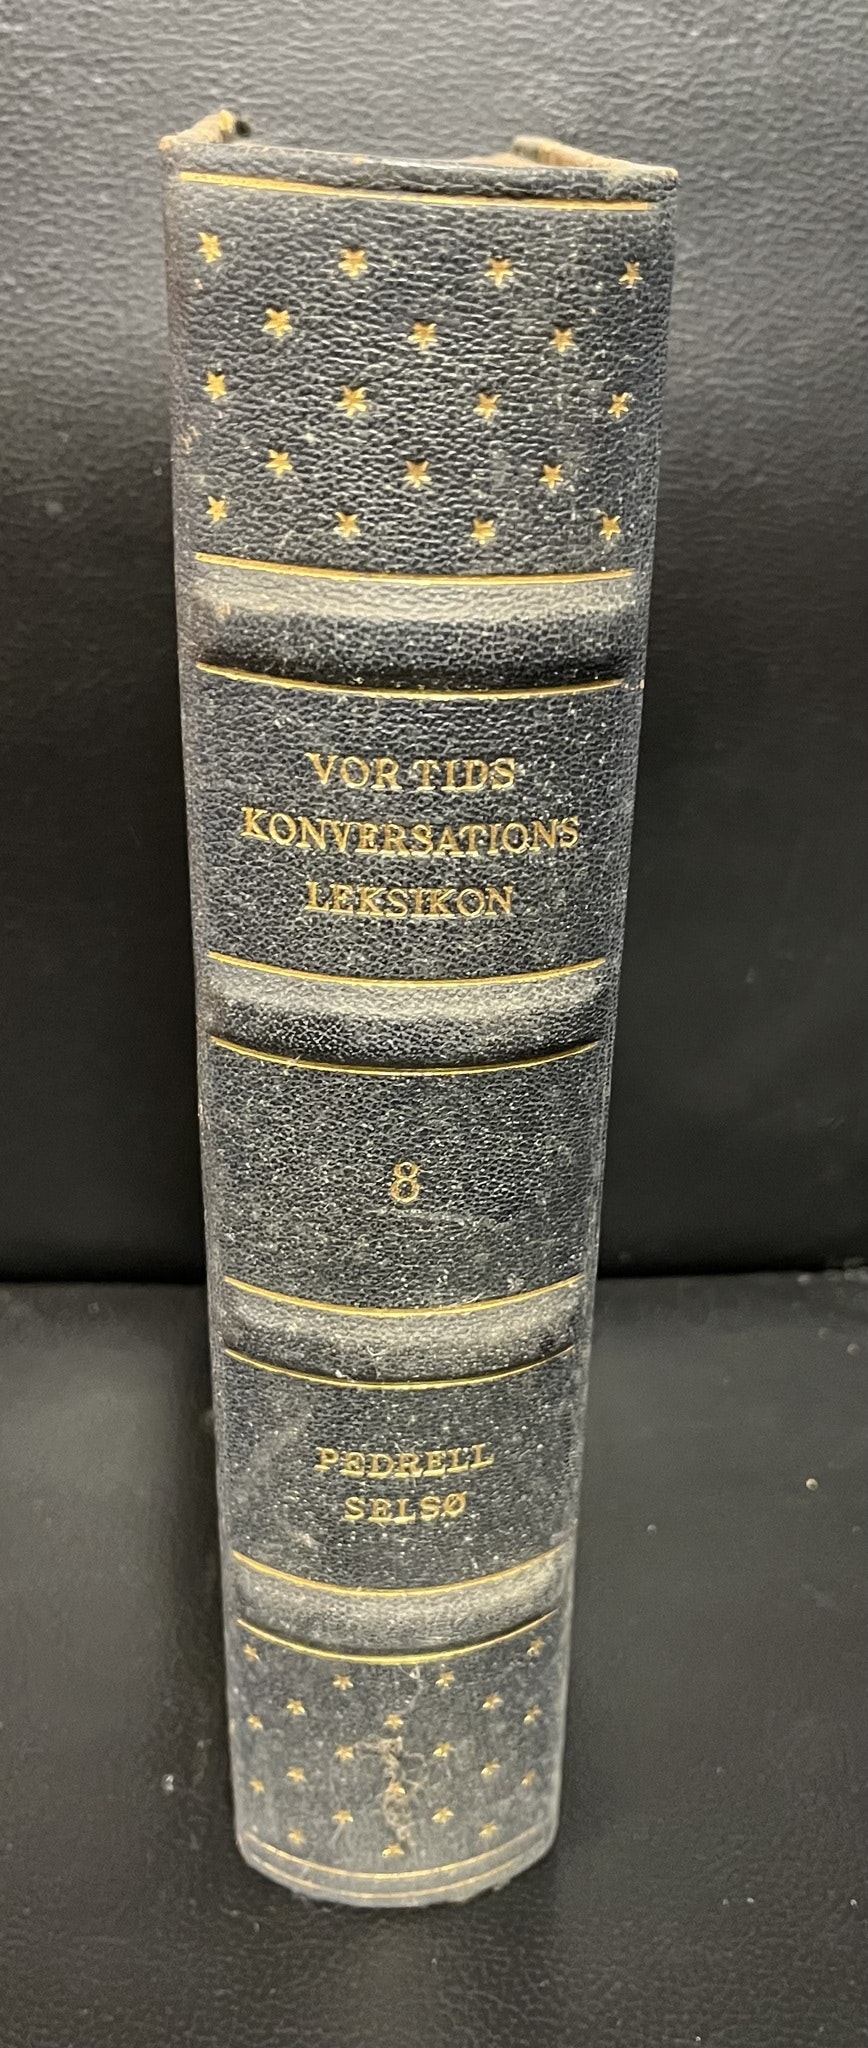 VOR TIDS
KONVERSATIONS
LEKSIKON
8
PEDRELL
SELSØ